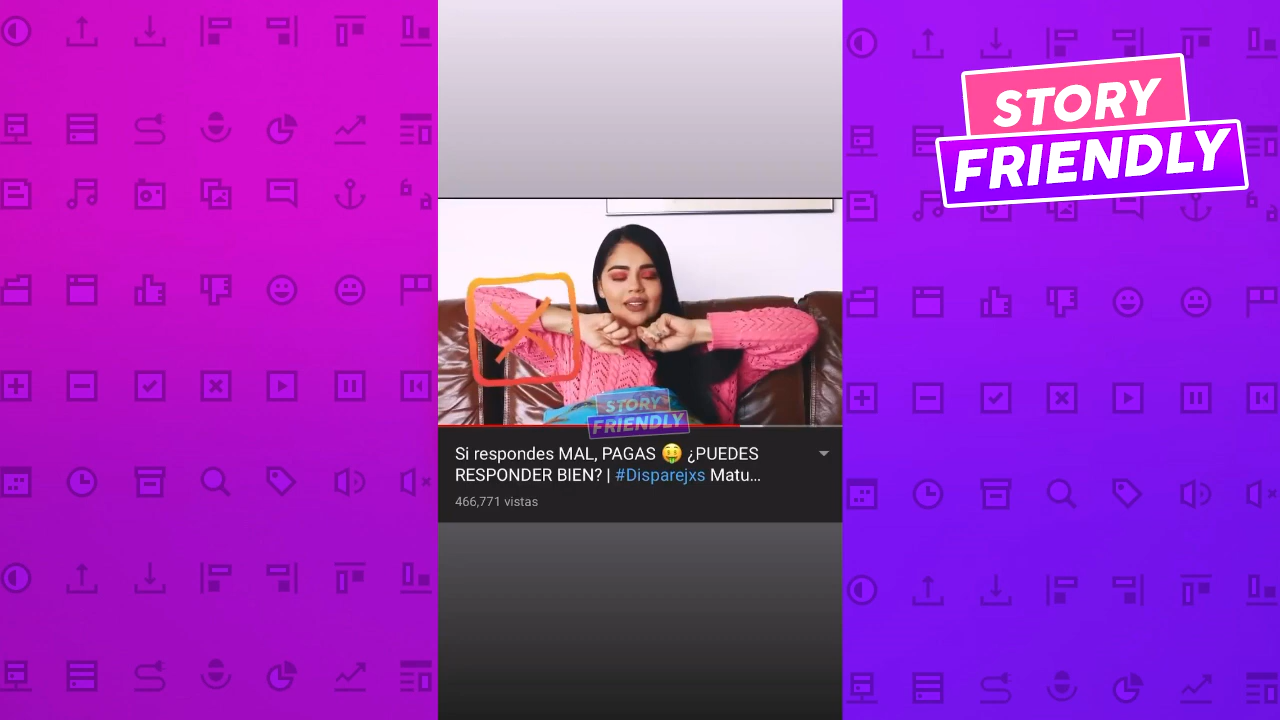 STORY
FRIENDLY
STORY
FRIENDLY
Si respondes MAL, PAGAS 🤑 ¿PUEDES
RESPONDER BIEN? | #Disparejxs Matu...
466,771 vistas